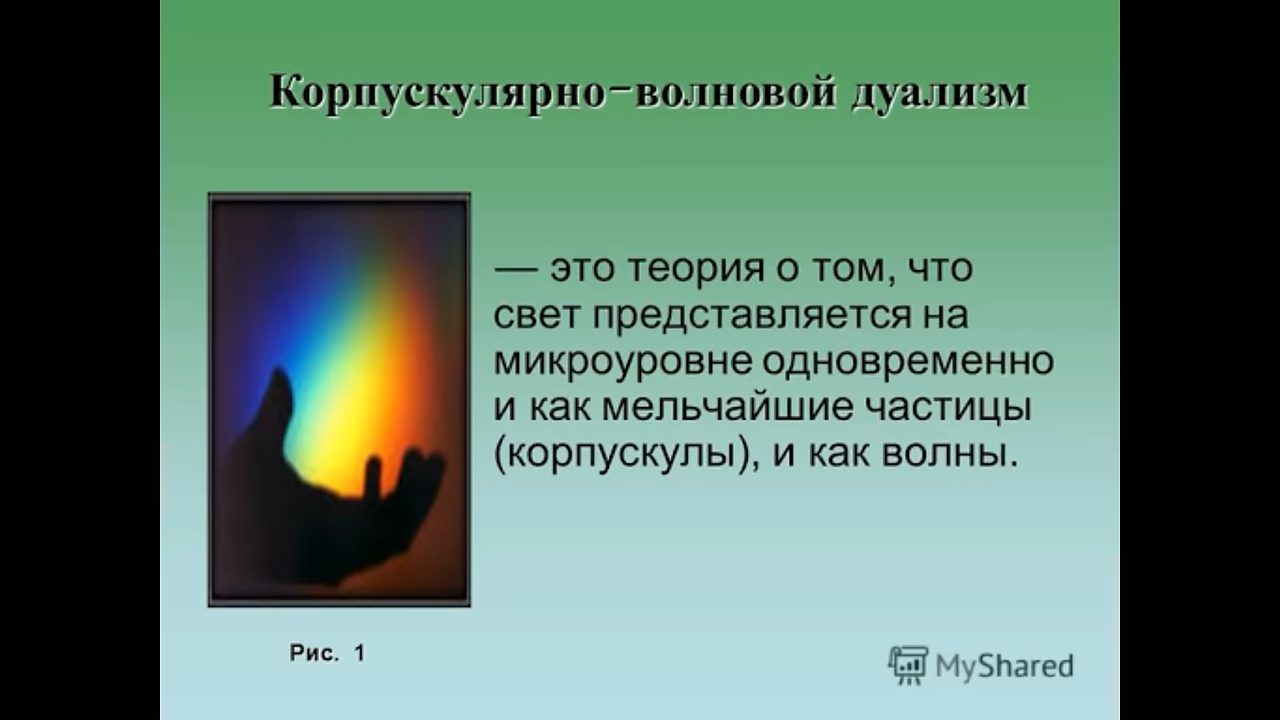 Корпускулярно-волновой дуализм
— это теория о том, что
свет представляется на
микроуровне одновременно
и как мельчайшие частицы
(корпускулы), и как волны.
Рис. 1
MyShared